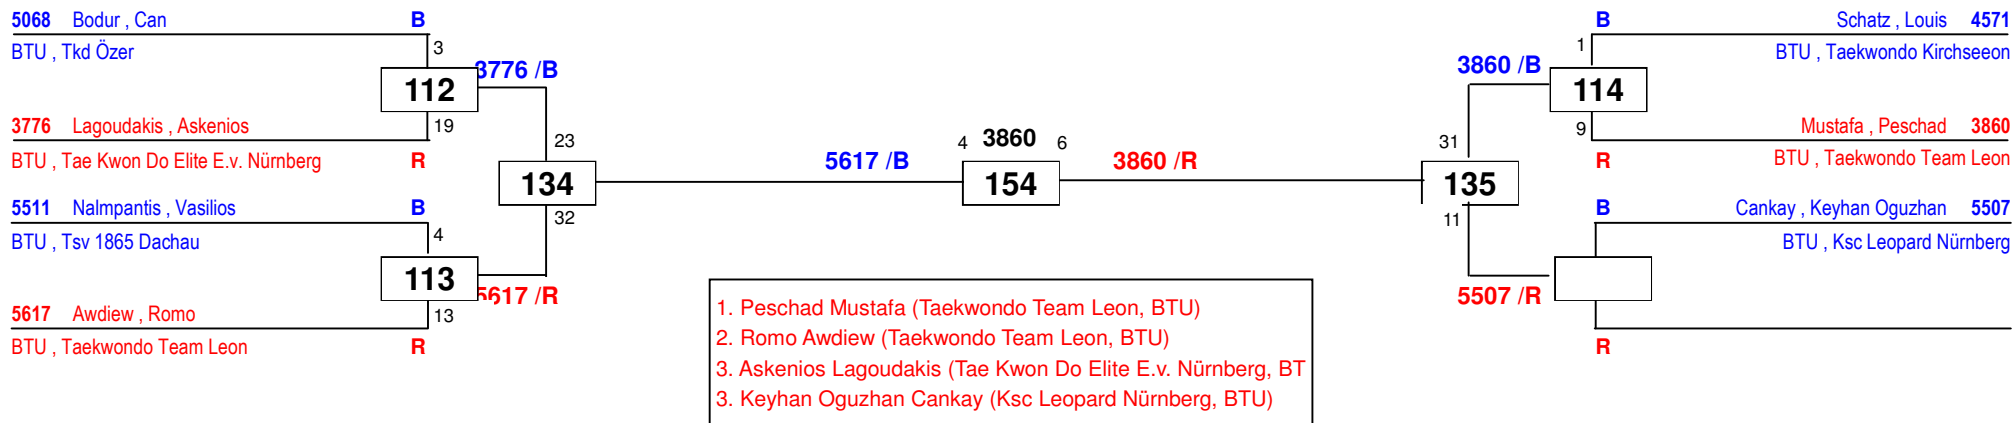 5068 Bodur , Can B
BTU , Tkd Özer
3
112
3776 /B
19
3776 Lagoudakis , Askenios
BTU , Tae Kwon Do Elite E.v. Nürnberg R
23
134
32
5511 Nalmpantis , Vasilios B
BTU , Tsv 1865 Dachau
4
113
5617 /R
13
5617 Awdiew , Romo
BTU , Taekwondo Team Leon R
5617 /B
4 3860 6
154
3860 /R
B Schatz , Louis 4571
BTU , Taekwondo Kirchseeon
1
3860 /B
114
9
Mustafa , Peschad 3860
R BTU , Taekwondo Team Leon
31
135
11
B Cankay , Keyhan Oguzhan 5507
BTU , Ksc Leopard Nürnberg
5507 /R
R
1. Peschad Mustafa (Taekwondo Team Leon, BTU)
2. Romo Awdiew (Taekwondo Team Leon, BTU)
3. Askenios Lagoudakis (Tae Kwon Do Elite E.v. Nürnberg, BT
3. Keyhan Oguzhan Cankay (Ksc Leopard Nürnberg, BTU)